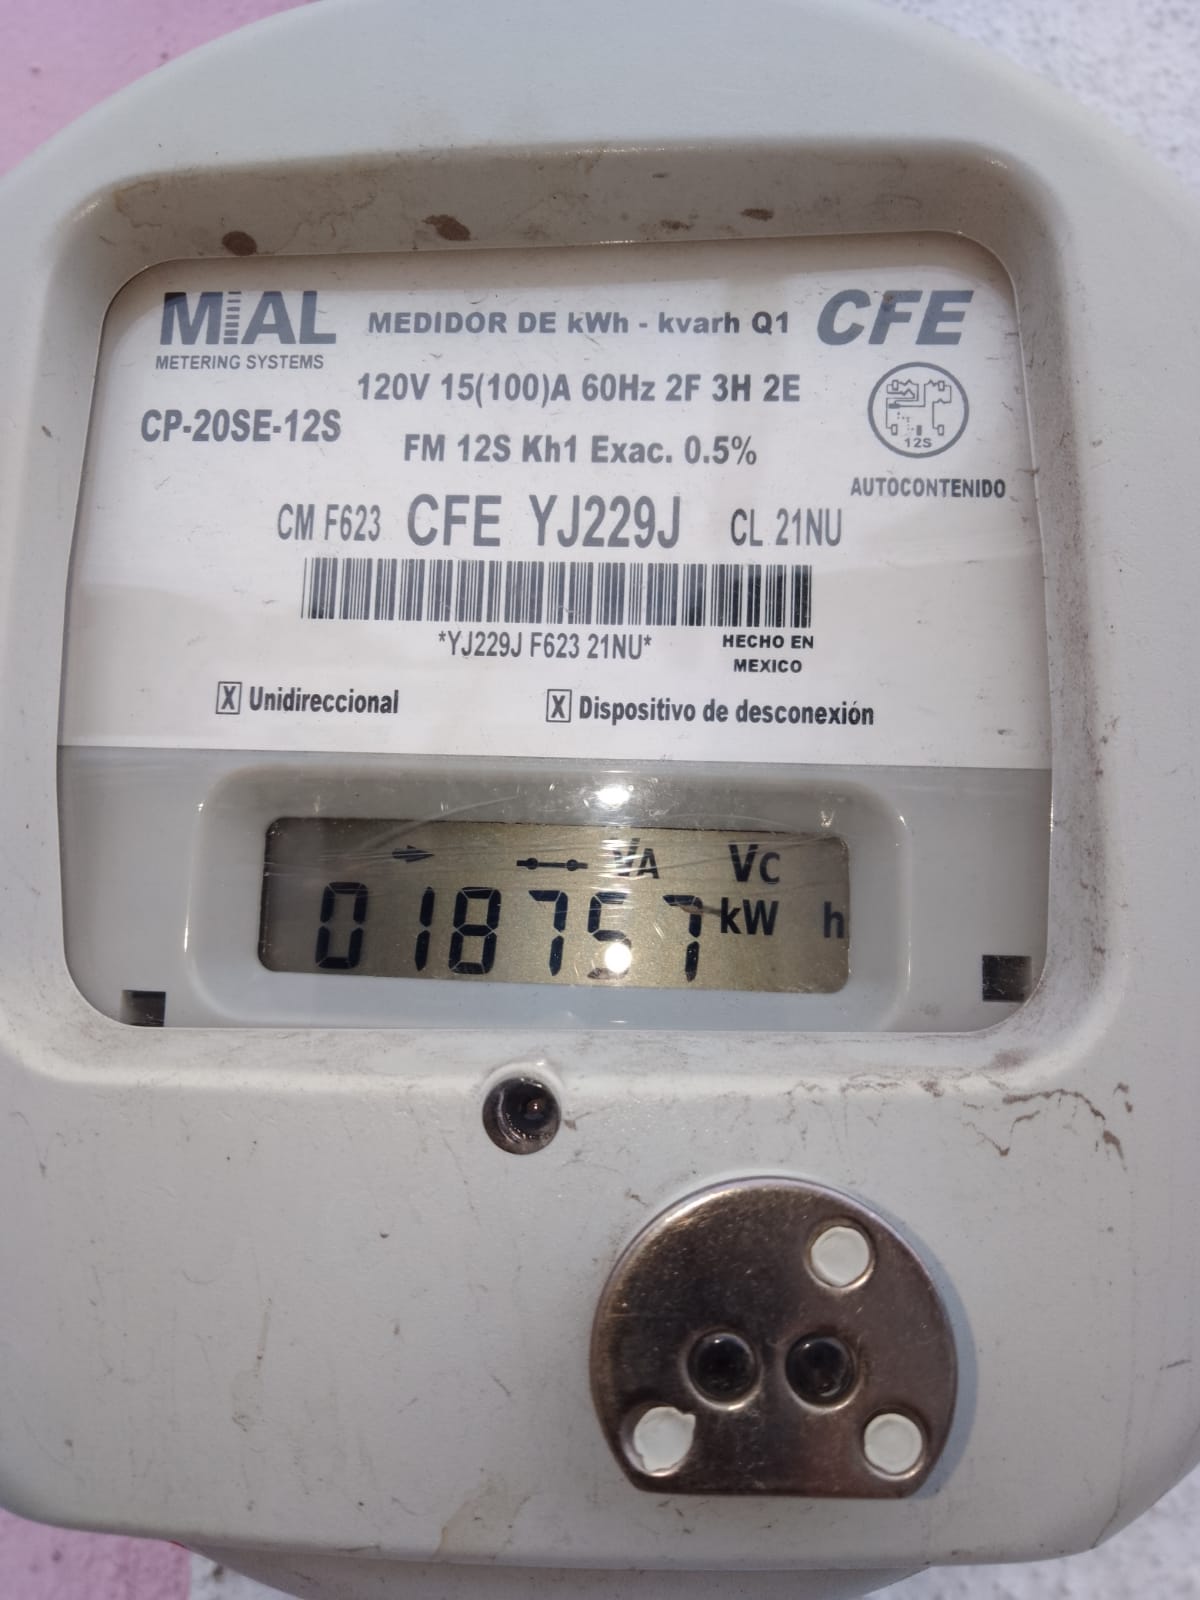 MIAL
METERING SYSTEMS
MEDIDOR DE kWh - kvarh Q1
CFE
120V 15(100)A 60Hz 2F 3H 2E
CP-20SE-12S
FM 12S Kh1 Exac. 0.5%
12S
AUTOCONTENIDO
CM F623 CFE YJ229J CL 21NU
*YJ229J F623 21NU*
HECHO EN
MEXICO
X Unidireccional
X Dispositivo de desconexión
VA VC
018757 kW h